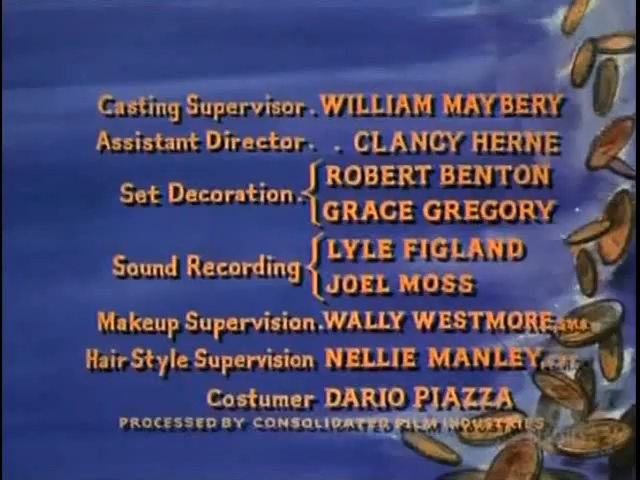 Casting Supervisor . WILLIAM MAYBERY
Assistant Director . . CLANCY HERNE
Set Decoration . ROBERT BENTON
GRACE GREGORY
Sound Recording LYLE FIGLAND
JOEL MOSS
Makeup Supervision . WALLY WESTMORE, S.M.A.
Hair Style Supervision NELLIE MANLEY, C.H.S.
Costumer DARIO PIAZZA
PROCESSED BY CONSOLIDATED FILM INDUSTRIES